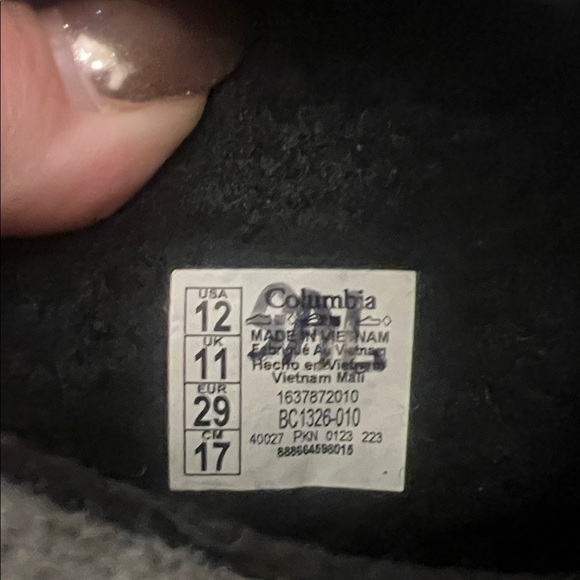 USA
12
UK
11
EUR
29
CM
17
Columbia
MADE IN VIETNAM
Fabriqué Au Vietnam
Hecho en Vietnam
Vietnam Mali
1637872010
BC1326-010
40027 PKN 0123 223
888664598015